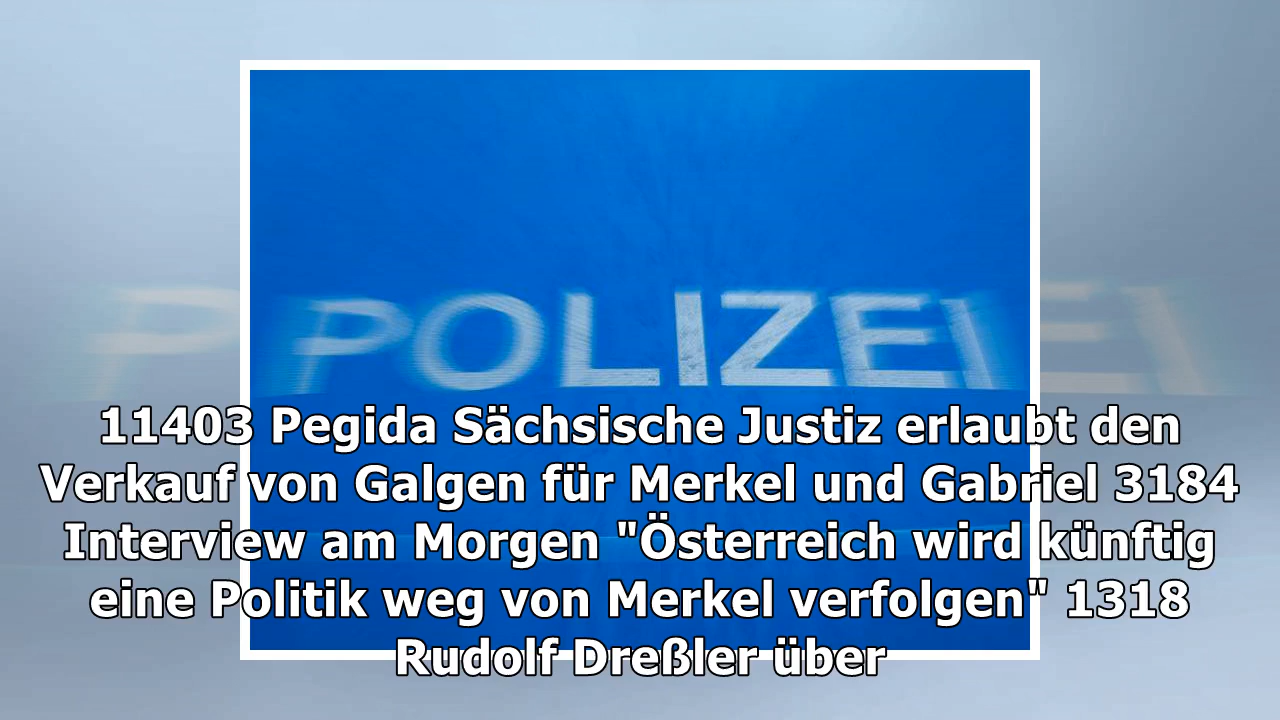 POLIZEI
11403 Pegida Sächsische Justiz erlaubt den
Verkauf von Galgen für Merkel und Gabriel 3184
Interview am Morgen "Österreich wird künftig
eine Politik weg von Merkel verfolgen" 1318
Rudolf Dreßler über